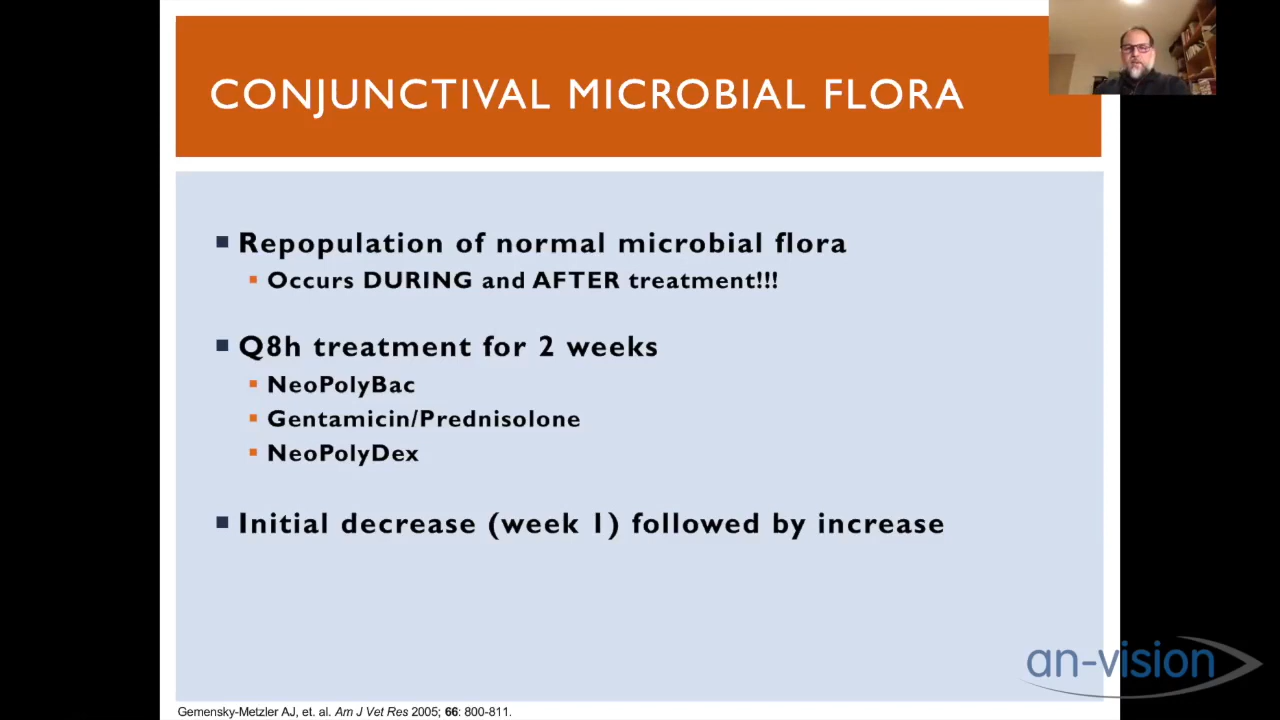 CONJUNCTIVAL MICROBIAL FLORA
Repopulation of normal microbial flora
Occurs DURING and AFTER treatment!!!
Q8h treatment for 2 weeks
NeoPolyBac
Gentamicin/Prednisolone
NeoPolyDex
Initial decrease (week 1) followed by increase
an-vision
Gemensky-Metzler AJ, et. al. Am J Vet Res 2005; 66: 800-811.